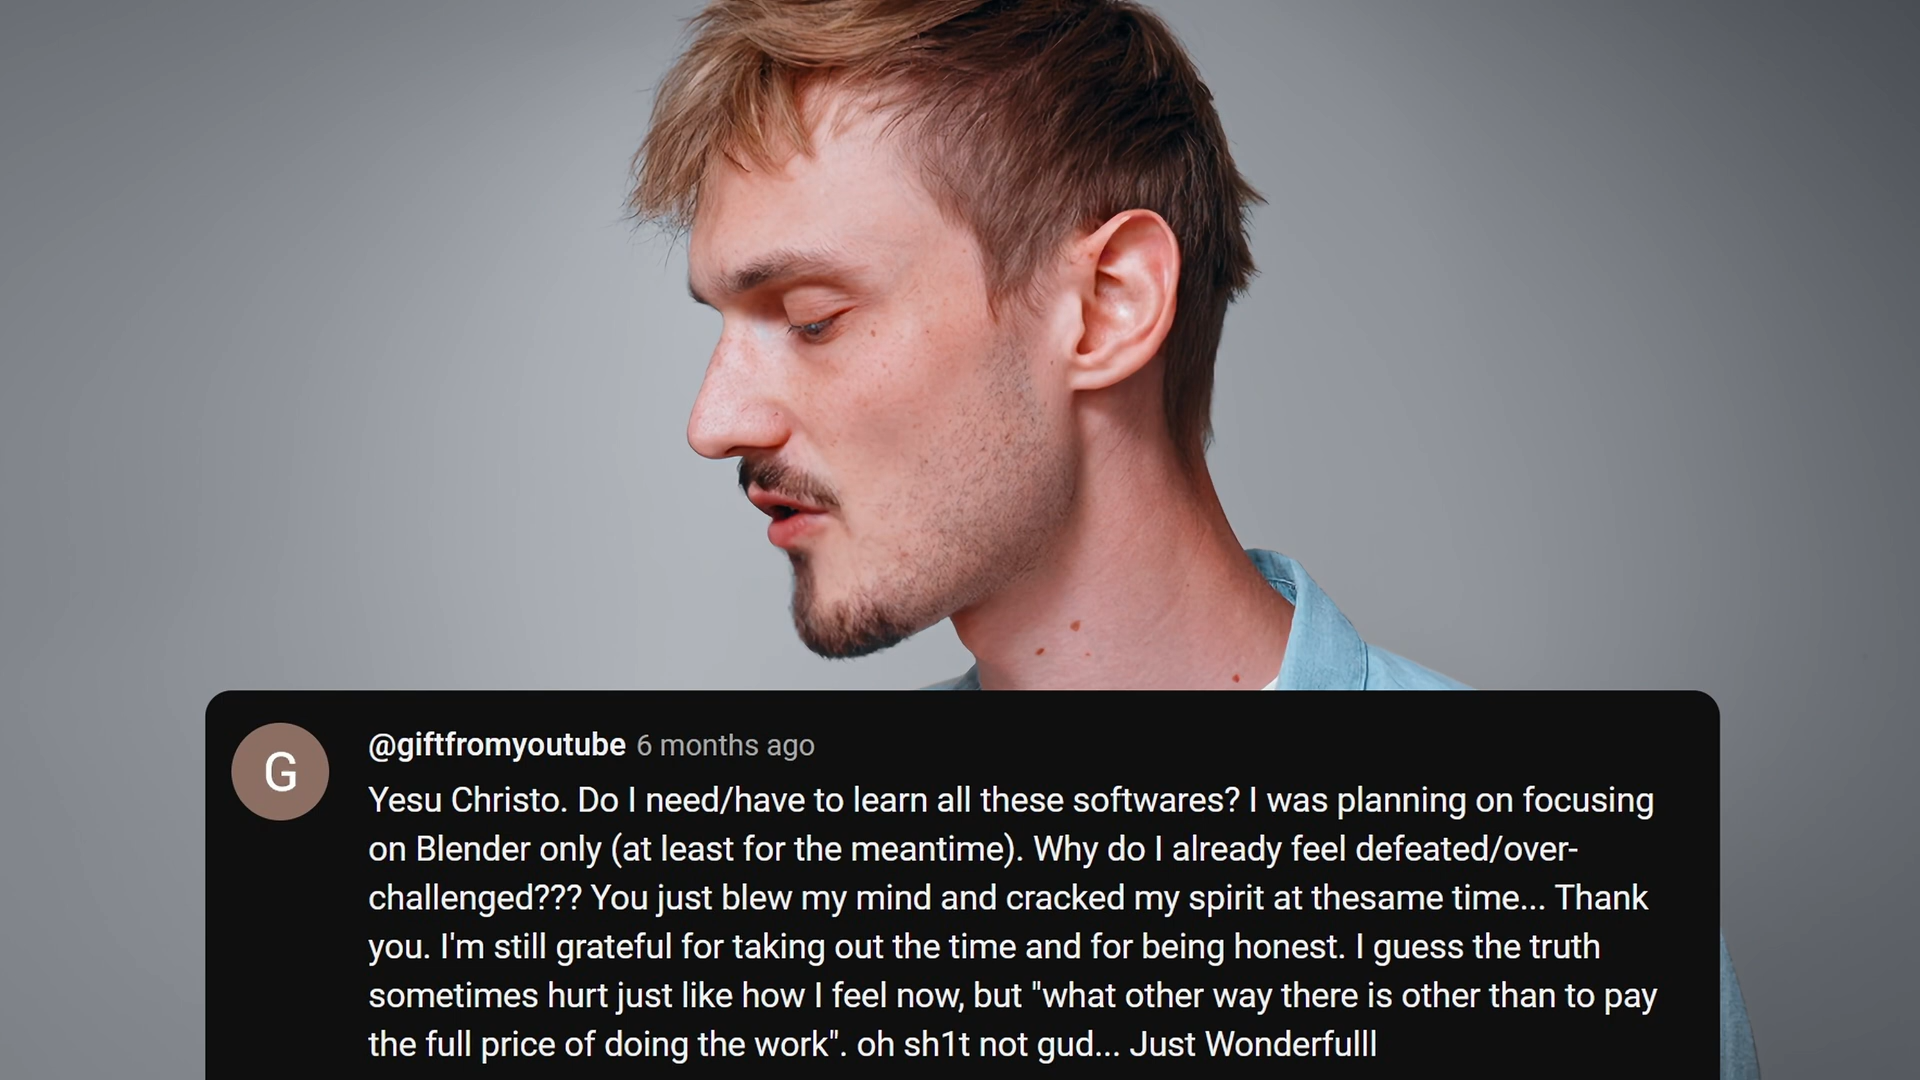 G
@giftfromyoutube 6 months ago
Yesu Christo. Do I need/have to learn all these softwares? I was planning on focusing
on Blender only (at least for the meantime). Why do I already feel defeated/over-
challenged??? You just blew my mind and cracked my spirit at thesame time... Thank
you. I'm still grateful for taking out the time and for being honest. I guess the truth
sometimes hurt just like how I feel now, but "what other way there is other than to pay
the full price of doing the work". oh sh1t not gud... Just Wonderfulll